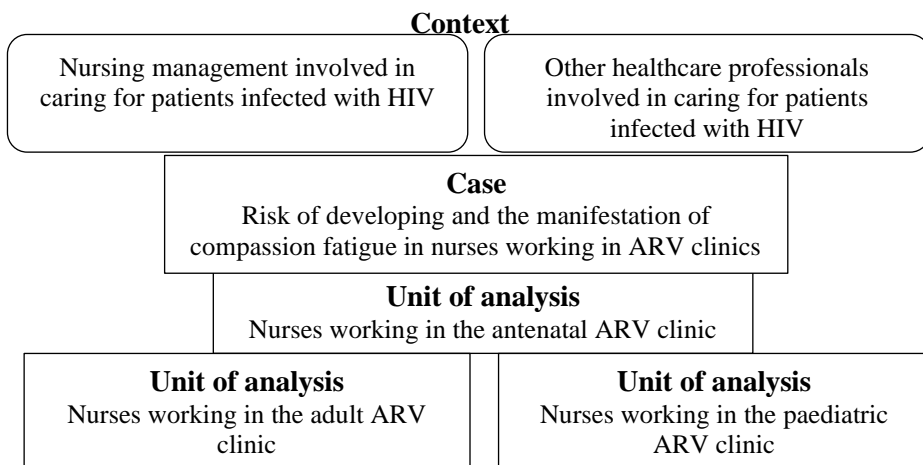 Context
Nursing management involved in
caring for patients infected with HIV
Other healthcare professionals
involved in caring for patients
infected with HIV
Case
Risk of developing and the manifestation of
compassion fatigue in nurses working in ARV clinics
Unit of analysis
Nurses working in the antenatal ARV clinic
Unit of analysis
Nurses working in the adult ARV
clinic
Unit of analysis
Nurses working in the paediatric
ARV clinic